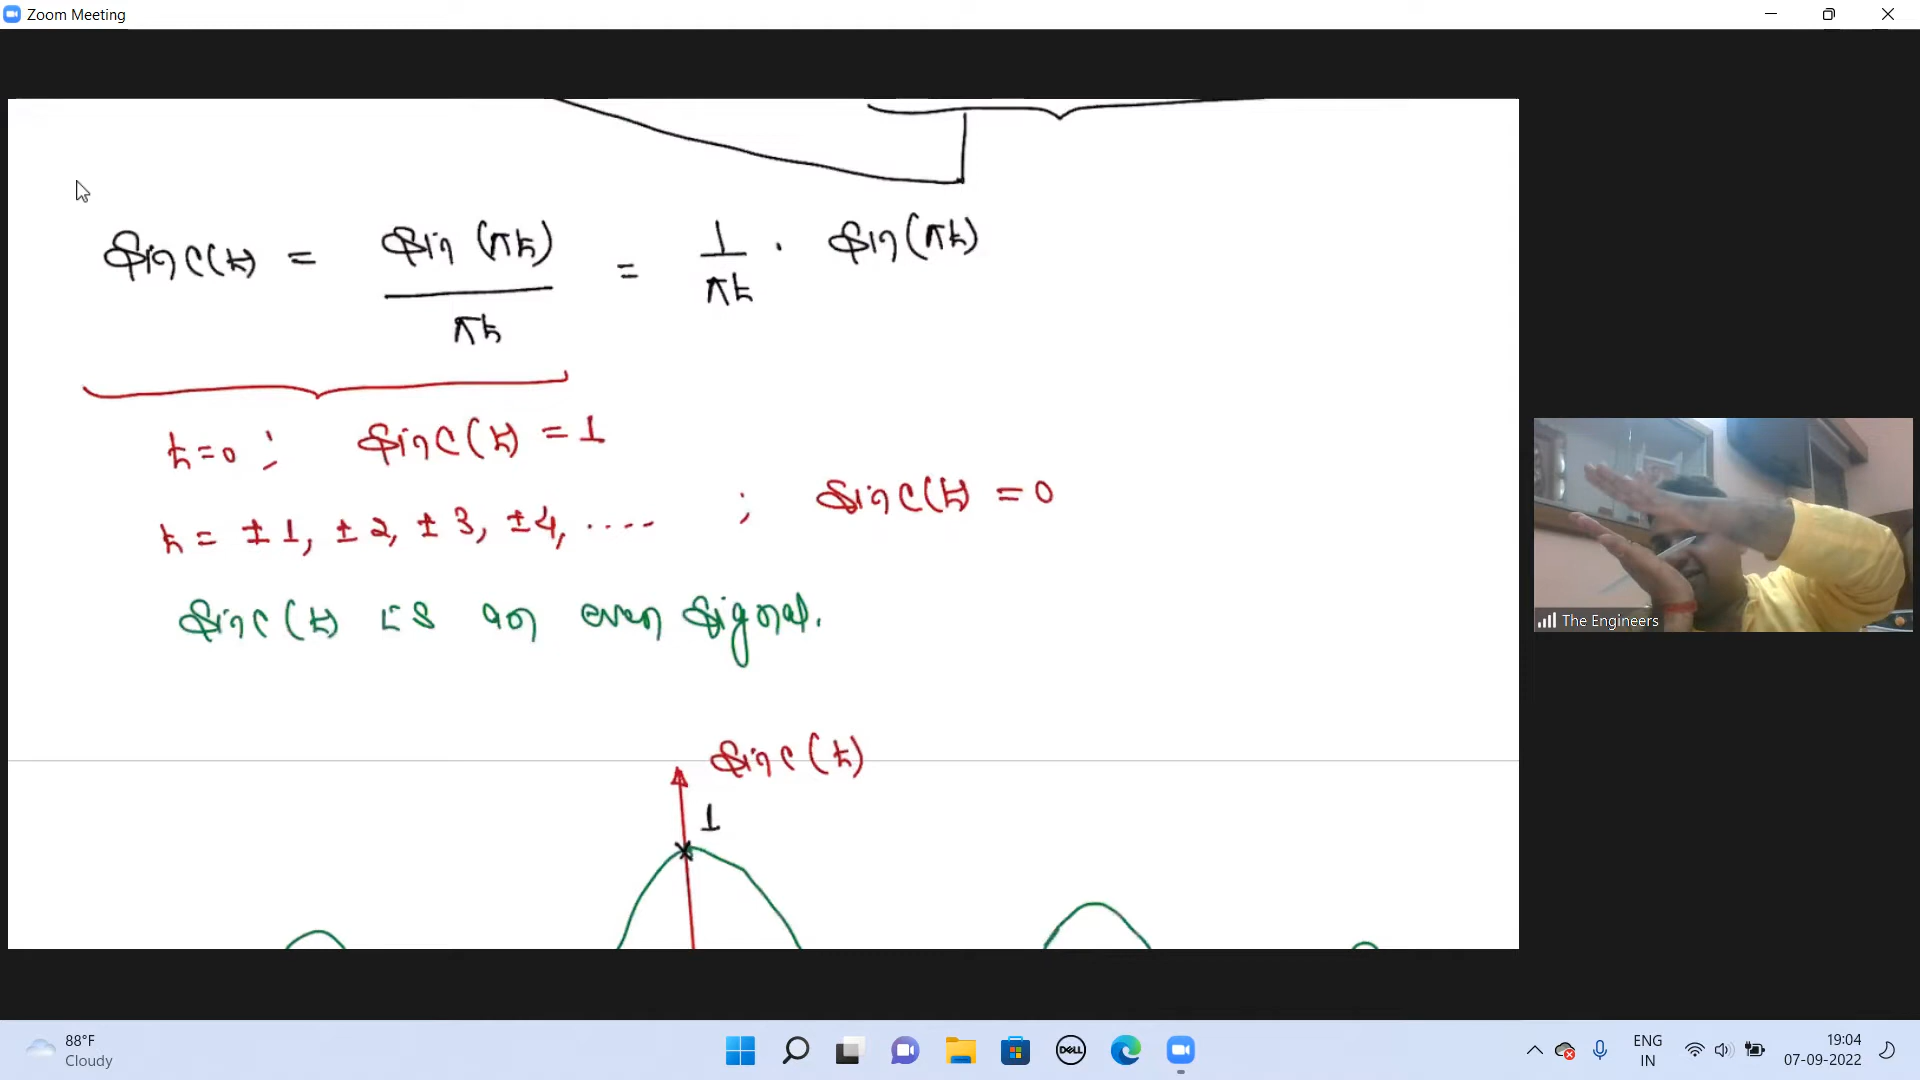 Zoom Meeting
Sinc(t) = Sin (πt) / πt = 1 / πt · Sin(πt)
t=0 ; Sinc(t) = 1
t = ±1, ±2, ±3, ±4, .... ; Sinc(t) = 0
Sinc(t) is an even signal.
Sinc(t)
1
The Engineers
88°F
Cloudy
DELL
ENG
IN
19:04
07-09-2022